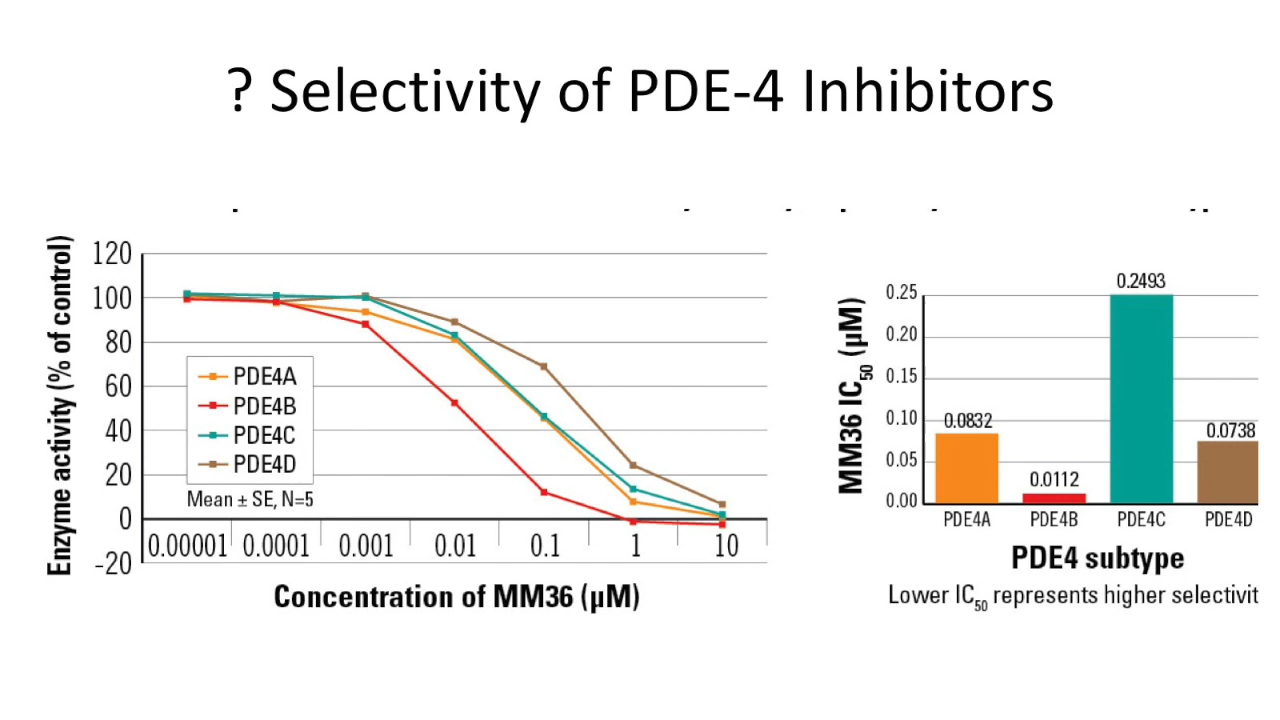 ? Selectivity of PDE-4 Inhibitors
Enzyme activity (% of control)
120
100
80
60
40
20
0
-20
PDE4A
PDE4B
PDE4C
PDE4D
Mean ± SE, N=5
0.00001 0.0001 0.001 0.01 0.1 1 10
Concentration of MM36 (µM)
MM36 IC50 (µM)
0.25
0.20
0.15
0.10
0.05
0.00
0.0832
0.0112
0.2493
0.0738
PDE4A PDE4B PDE4C PDE4D
PDE4 subtype
Lower IC50 represents higher selectivit